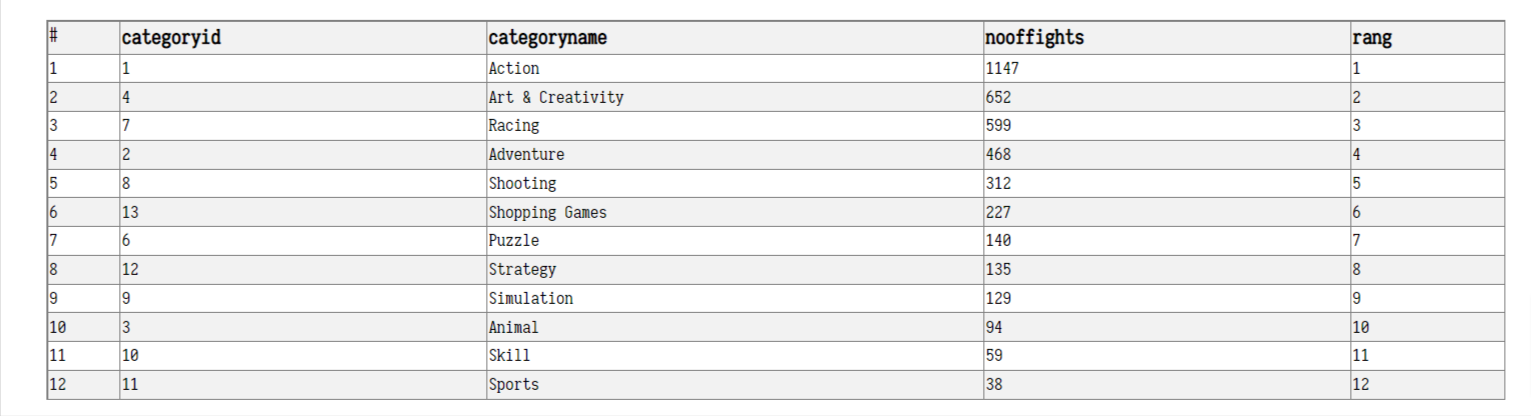 # categoryid categoryname nooffights rang
1 1 Action 1147 1
2 4 Art & Creativity 652 2
3 7 Racing 599 3
4 2 Adventure 468 4
5 8 Shooting 312 5
6 13 Shopping Games 227 6
7 6 Puzzle 140 7
8 12 Strategy 135 8
9 9 Simulation 129 9
10 3 Animal 94 10
11 10 Skill 59 11
12 11 Sports 38 12